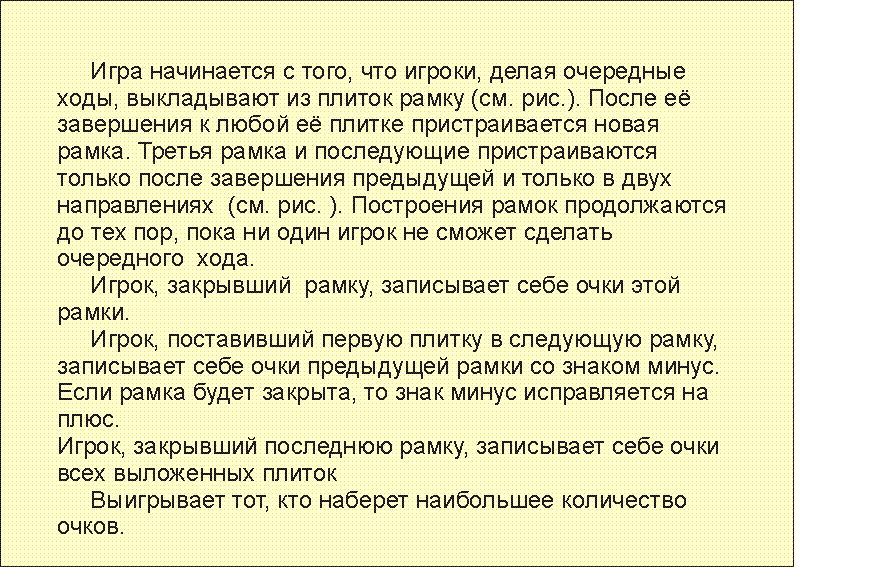 Игра начинается с того, что игроки, делая очередные
ходы, выкладывают из плиток рамку (см. рис.). После её
завершения к любой её плитке пристраивается новая
рамка. Третья рамка и последующие пристраиваются
только после завершения предыдущей и только в двух
направлениях  (см. рис. ). Построения рамок продолжаются
до тех пор, пока ни один игрок не сможет сделать
очередного  хода.
Игрок, закрывший  рамку, записывает себе очки этой
рамки.
Игрок, поставивший первую плитку в следующую рамку,
записывает себе очки предыдущей рамки со знаком минус.
Если рамка будет закрыта, то знак минус исправляется на
плюс.
Игрок, закрывший последнюю рамку, записывает себе очки
всех выложенных плиток
Выигрывает тот, кто наберет наибольшее количество
очков.